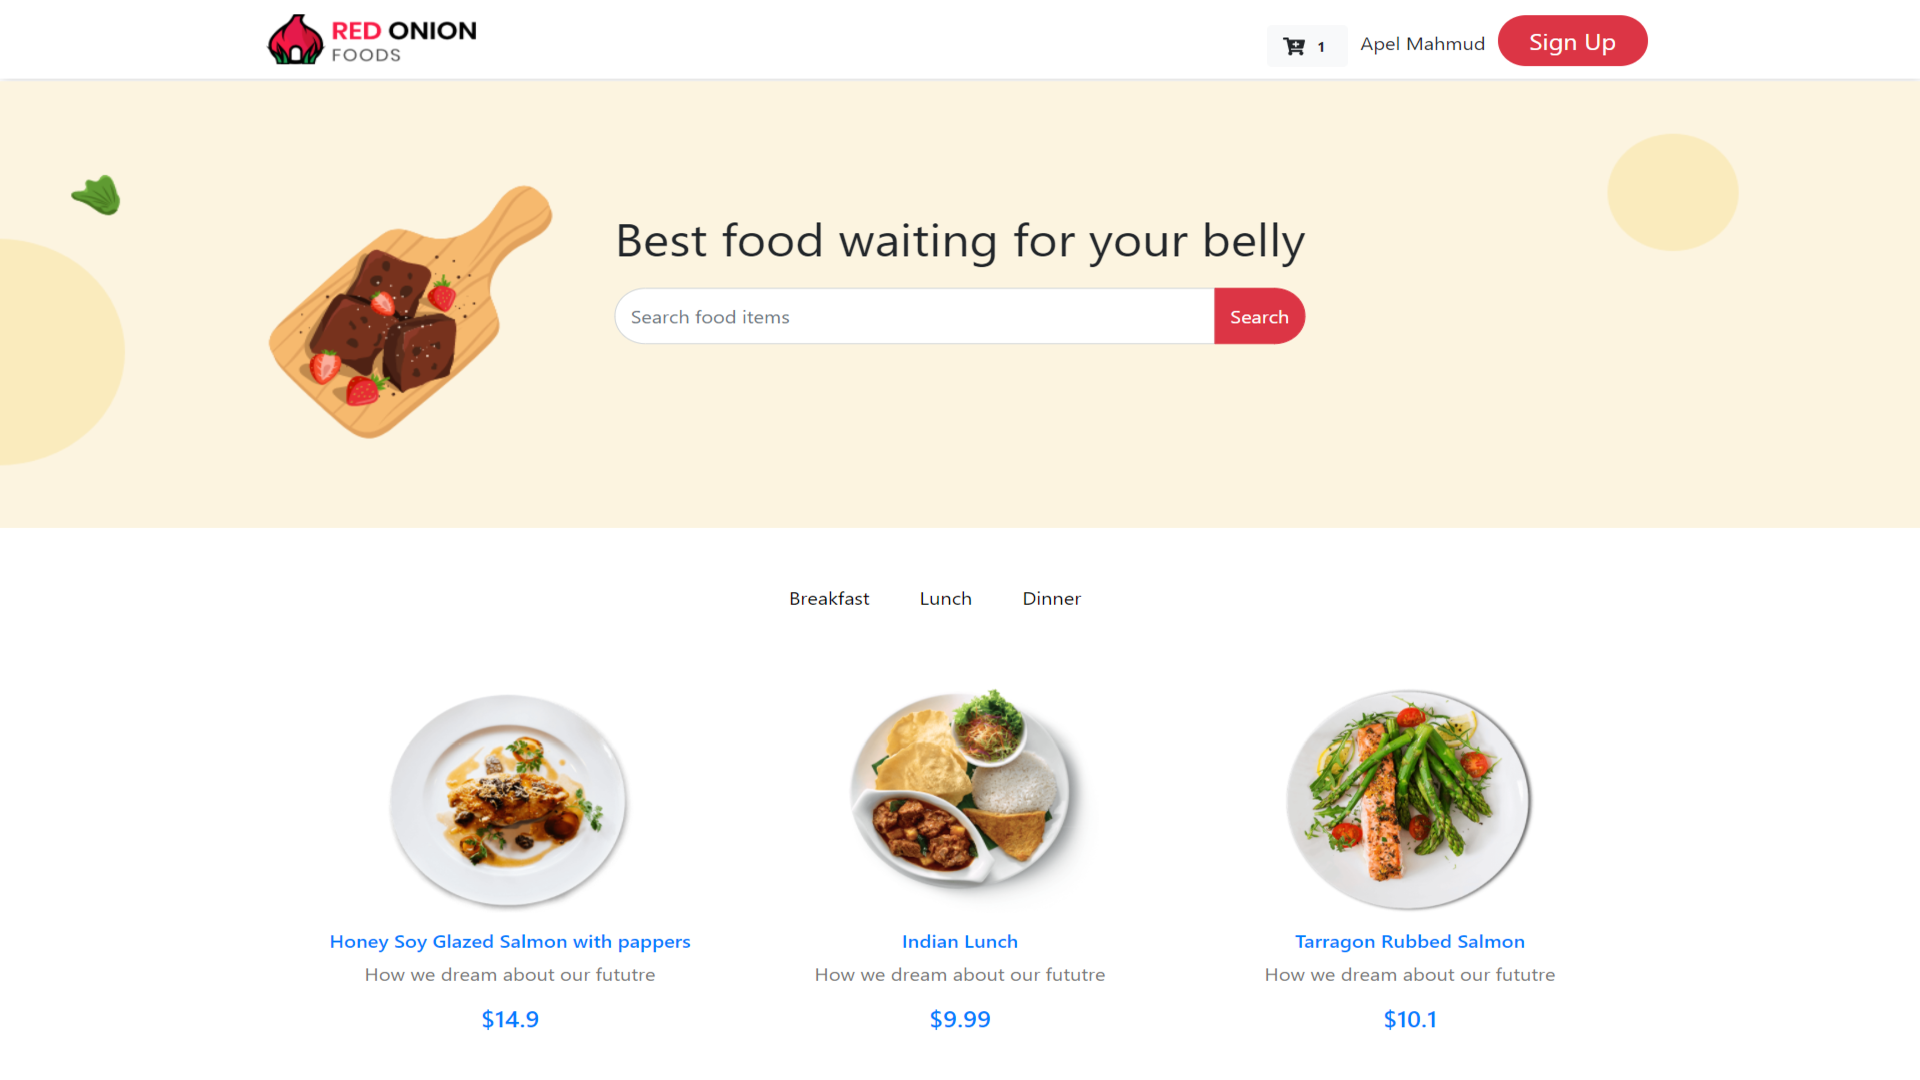 RED ONION
FOODS
1
Apel Mahmud
Sign Up
Best food waiting for your belly
Search food items
Search
Breakfast
Lunch
Dinner
Honey Soy Glazed Salmon with pappers
How we dream about our fututre
$14.9
Indian Lunch
How we dream about our fututre
$9.99
Tarragon Rubbed Salmon
How we dream about our fututre
$10.1